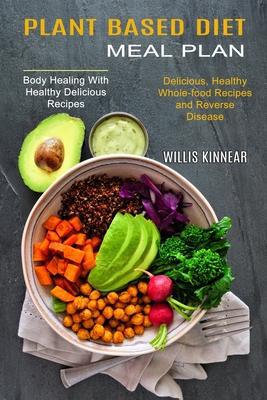 PLANT BASED DIET
MEAL PLAN
Body Healing With
Healthy Delicious
Recipes
Delicious, Healthy
Whole-food Recipes
and Reverse
Disease
WILLIS KINNEAR